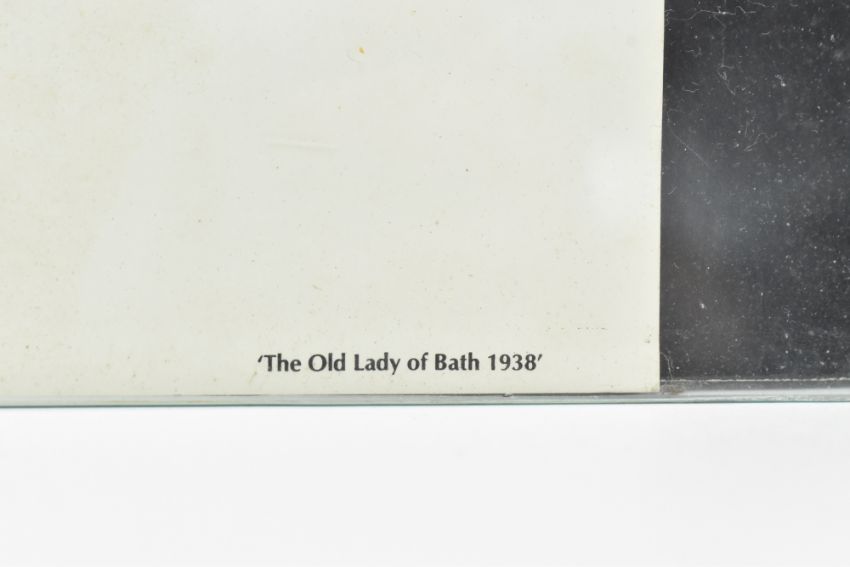 ‘The Old Lady of Bath 1938’